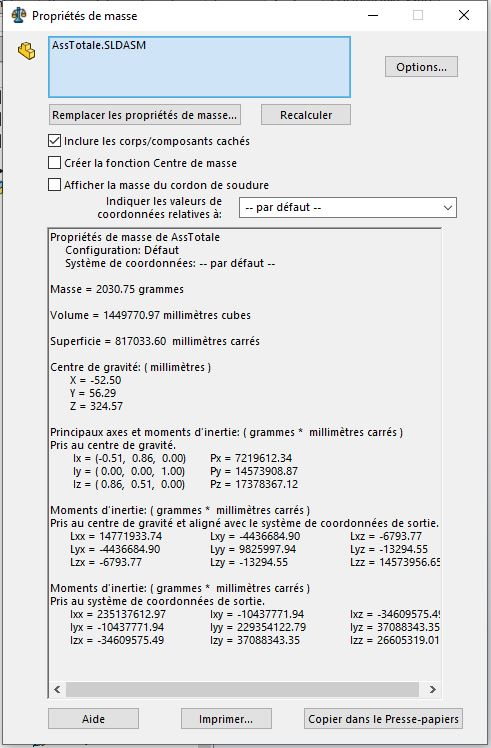 Propriétés de masse
AssTotale.SLDASM
Options...
Remplacer les propriétés de masse... Recalculer
Inclure les corps/composants cachés
Créer la fonction Centre de masse
Afficher la masse du cordon de soudure
Indiquer les valeurs de
coordonnées relatives à: -- par défaut --
Propriétés de masse de AssTotale
Configuration: Défaut
Système de coordonnées: -- par défaut --
Masse = 2030.75 grammes
Volume = 1449770.97 millimètres cubes
Superficie = 817033.60 millimètres carrés
Centre de gravité: ( millimètres )
X = -52.50
Y = 56.29
Z = 324.57
Principaux axes et moments d'inertie: ( grammes * millimètres carrés )
Pris au centre de gravité.
Ix = (-0.51, 0.86, 0.00) Px = 7219612.34
Iy = ( 0.00, 0.00, 1.00) Py = 14573908.87
Iz = ( 0.86, 0.51, 0.00) Pz = 17378367.12
Moments d'inertie: ( grammes * millimètres carrés )
Pris au centre de gravité et aligné avec le système de coordonnées de sortie.
Lxx = 14771933.74 Lxy = -4436684.90 Lxz = -6793.77
Lyx = -4436684.90 Lyy = 9825997.94 Lyz = -13294.55
Lzx = -6793.77 Lzy = -13294.55 Lzz = 14573956.65
Moments d'inertie: ( grammes * millimètres carrés )
Pris au système de coordonnées de sortie.
Ixx = 235137612.97 Ixy = -10437771.94 Ixz = -34609575.49
Iyx = -10437771.94 Iyy = 229354122.79 Iyz = 37088343.35
Izx = -34609575.49 Izy = 37088343.35 Izz = 26605319.01
Aide Imprimer... Copier dans le Presse-papiers